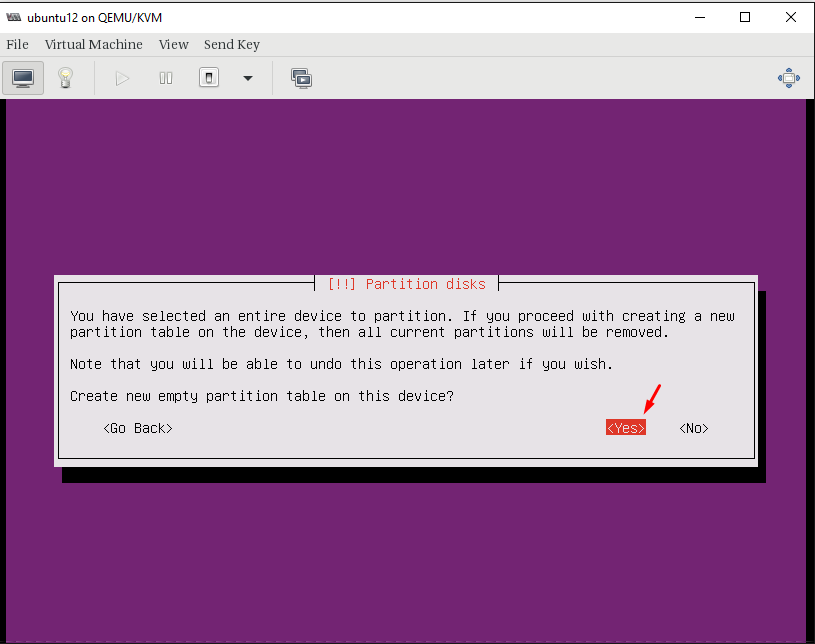 ubuntu12 on QEMU/KVM
File Virtual Machine View Send Key
[!!] Partition disks
You have selected an entire device to partition. If you proceed with creating a new
partition table on the device, then all current partitions will be removed.
Note that you will be able to undo this operation later if you wish.
Create new empty partition table on this device?
<Go Back> <Yes> <No>